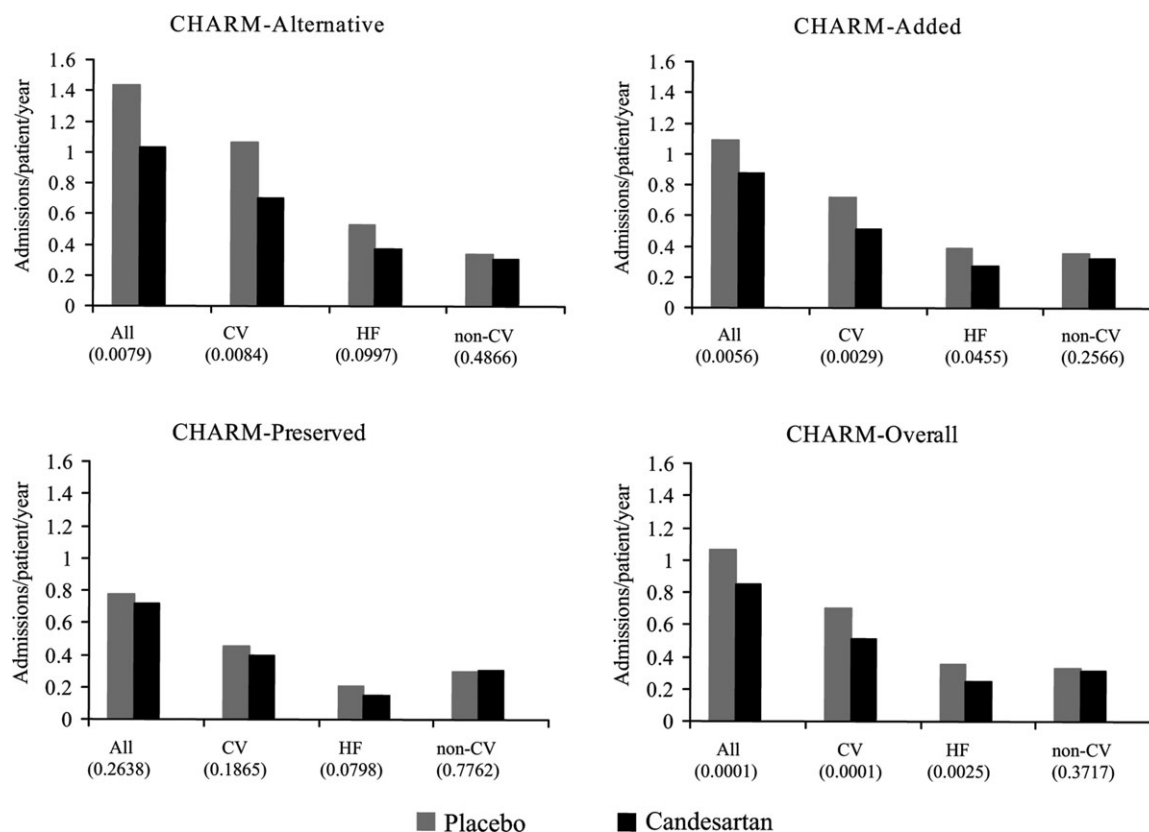 CHARM-Alternative
Admissions/patient/year
1.6
1.4
1.2
1
0.8
0.6
0.4
0.2
0
All CV HF non-CV
(0.0079) (0.0084) (0.0997) (0.4866)
CHARM-Added
Admissions/patient/year
1.6
1.4
1.2
1
0.8
0.6
0.4
0.2
0
All CV HF non-CV
(0.0056) (0.0029) (0.0455) (0.2566)
CHARM-Preserved
Admissions/patient/year
1.6
1.4
1.2
1
0.8
0.6
0.4
0.2
0
All CV HF non-CV
(0.2638) (0.1865) (0.0798) (0.7762)
CHARM-Overall
Admissions/patient/year
1.6
1.4
1.2
1
0.8
0.6
0.4
0.2
0
All CV HF non-CV
(0.0001) (0.0001) (0.0025) (0.3717)
Placebo Candesartan